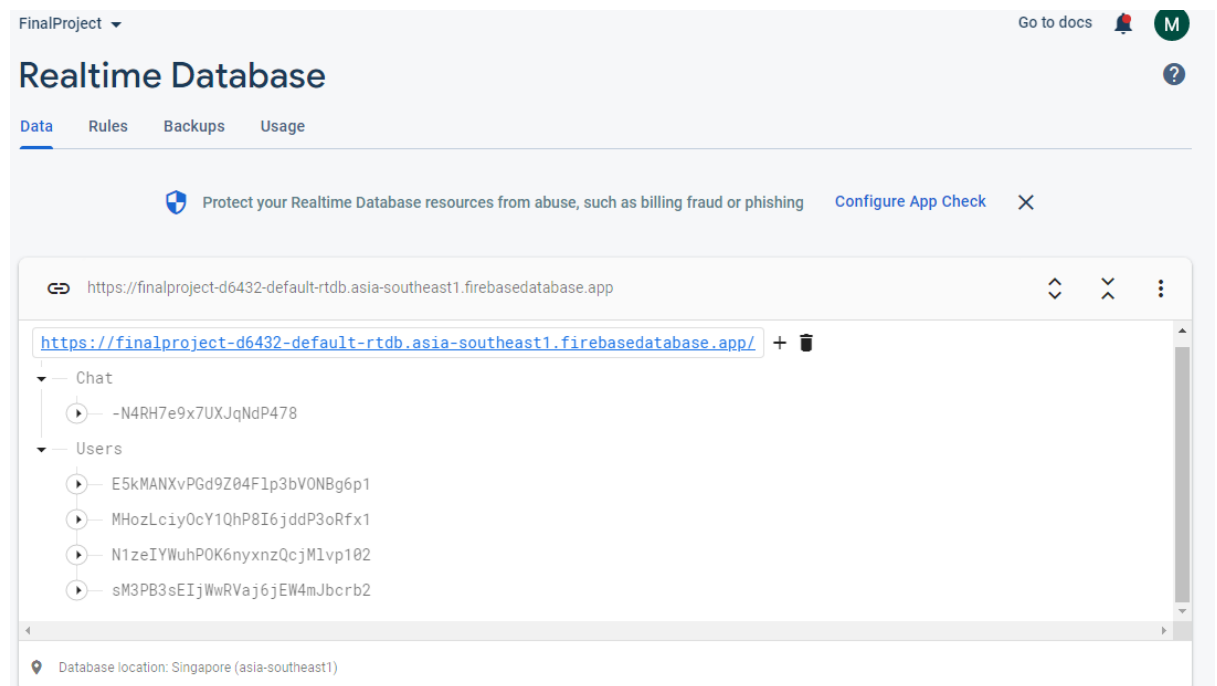 FinalProject
Go to docs
M
Realtime Database
?
Data Rules Backups Usage
Protect your Realtime Database resources from abuse, such as billing fraud or phishing Configure App Check
https://finalproject-d6432-default-rtdb.asia-southeast1.firebasedatabase.app
https://finalproject-d6432-default-rtdb.asia-southeast1.firebasedatabase.app/
Chat
-N4RH7e9x7UXJqNdP478
Users
E5kMANXvPGd9Z04Flp3bVONBg6p1
MHozLciyOcY1QhP8I6jddP3oRfx1
N1zeIYWuhPOK6nyxnzQcjMlvp102
sM3PB3sEIjWwRVaj6jEW4mJbcrb2
Database location: Singapore (asia-southeast1)